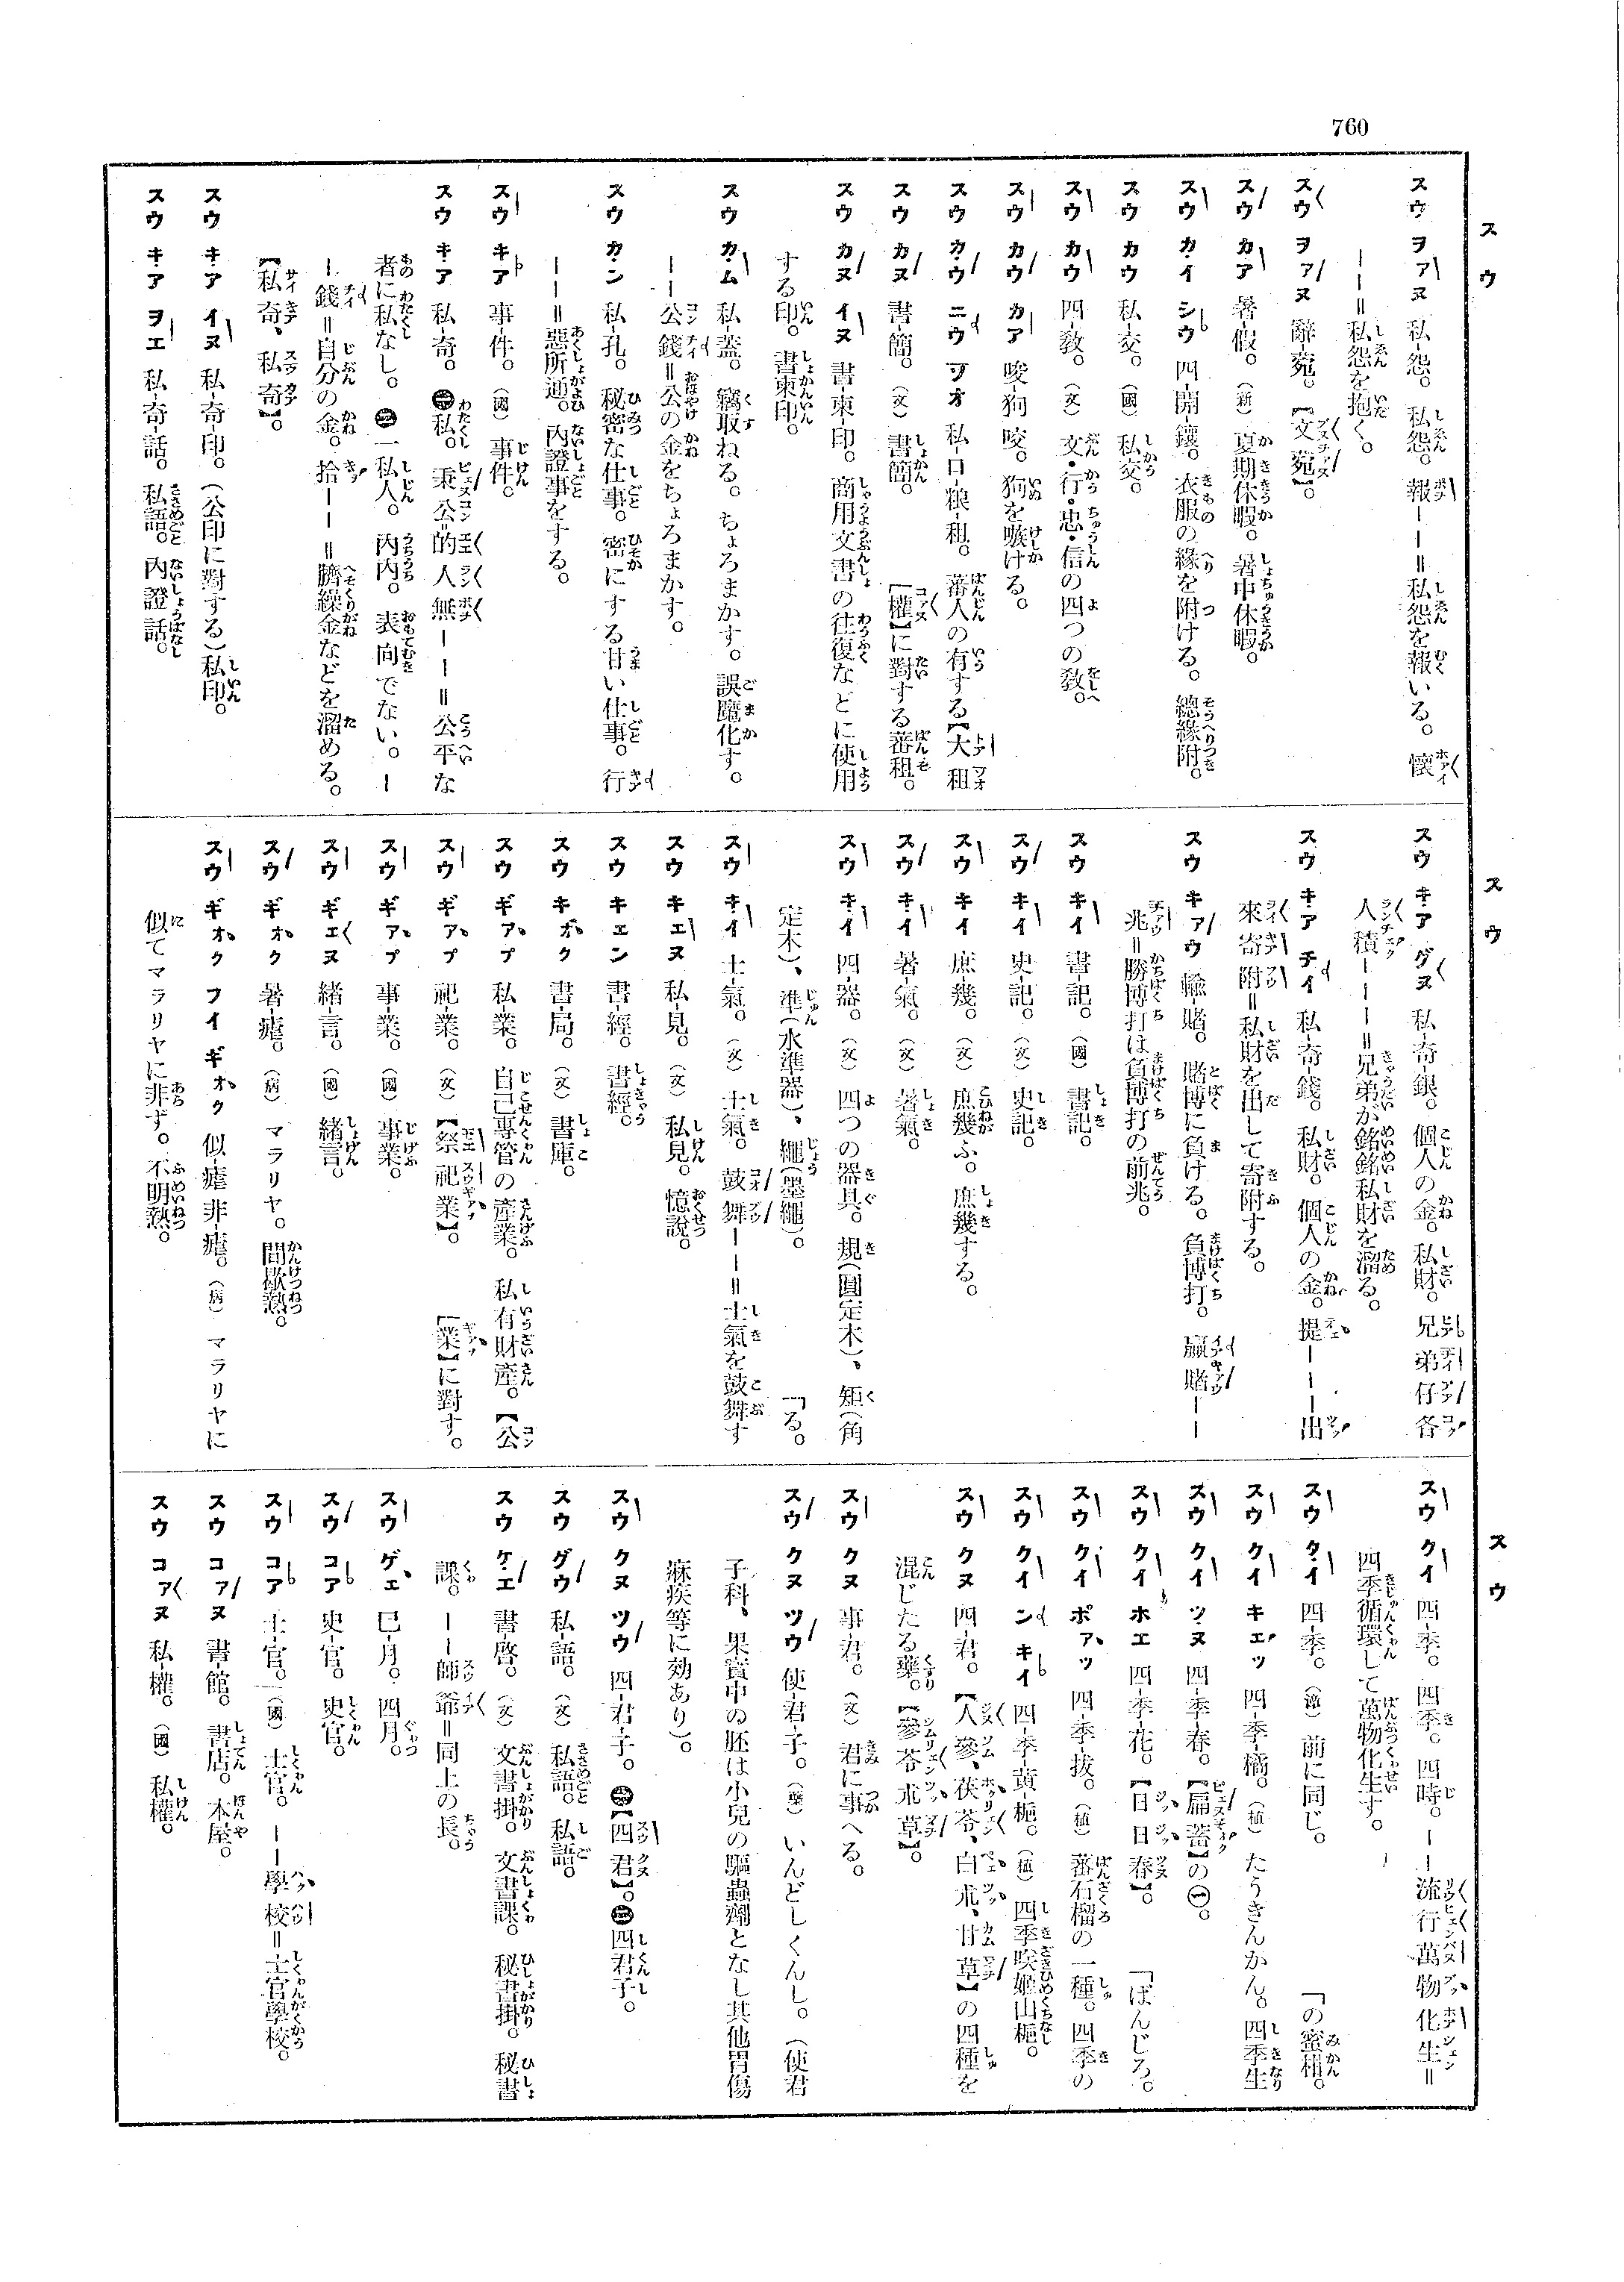 760
スウ
スウ ヲアヌ 私-怨。私怨。報――＝私怨を報いる。懷
――＝私怨を抱く。
スウ ヲアヌ 辭-菀。【文菀】。
スウ カア 暑-假。(新) 夏期休暇。暑中休暇。
スウ カイ シウ 四-開-鑲。衣服の緣を附ける。總緣附。
スウ カウ 私-交。(國) 私交。
スウ カウ 四-敎。(文) 文・行・忠・信の四つの敎。
スウ カウ カア 唆-狗-咬。狗を嗾ける。
スウ カウ ニウ ヲオ 私-口-糧-租。蕃人の有する【大租
【權】に對する蕃租。
スウ カヌ 書-簡。(文) 書簡。
スウ カヌ イヌ 書-柬-印。商用文書の往復などに使用
する印。書柬印。
スウ カム 私-蓋。竊取ねる。ちょろまかす。誤魔化す。
――公錢＝公の金をちょろまかす。
スウ カン 私-孔。秘密な仕事。密にする甘い仕事。行
――＝惡所通。內證事をする。
スウ キア 事-件。(國) 事件。
スウ キア 私-奇。㊁私。秉公的人無――＝公平な
者に私なし。㊂一私人。內內。表向でない。―
―錢＝自分の金。拾――＝臍繰金などを溜める。
【私奇、私奇】。
スウ キア イヌ 私-奇-印。(公印に對する)私印。
スウ キア ヲエ 私-奇-話。私語。內證話。
スウ
スウ キア グヌ 私-奇-銀。個人の金。私財。兄弟仔各
人積――＝兄弟が銘銘私財を溜る。
スウ キア チイ 私-奇-錢。私財。個人の金。提――出
來寄附＝私財を出して寄附する。
スウ キアウ 輸-賭。賭博に負ける。負博打。贏賭――
兆＝勝博打は負博打の前兆。
スウ キイ 書-記。(國) 書記。
スウ キイ 史-記。(文) 史記。
スウ キイ 庶-幾。(文) 庶幾ふ。庶幾する。
スウ キイ 暑-氣。(文) 暑氣。
スウ キイ 四-器。(文) 四つの器具。規(圓定木)、矩(角
定木)、準(水準器)、繩(墨繩)。 「る。
スウ キイ 士-氣。(文) 士氣。鼓舞――＝士氣を鼓舞す
スウ キエヌ 私-見。(文) 私見。憶說。
スウ キエン 書-經。書經。
スウ キオク 書-局。(文) 書庫。
スウ ギアプ 私-業。自己專管の產業。私有財產。【公
【業】に對す。
スウ ギアプ 祀-業。(文)【祭祀業】。
スウ ギアプ 事-業。(國) 事業。
スウ ギエヌ 緒-言。(國) 緒言。
スウ ギオク 暑-瘧。(病) マラリヤ。間歇熱。
スウ ギオク フイ ギオク 似-瘧-非-瘧。(病) マラリヤに
似てマラリヤに非ず。不明熱。
スウ
スウ クイ 四-季。四季。四時。――流行萬物化生＝
四季循環して萬物化生す。
スウ クイ 四-季。(泄) 前に同じ。 「の蜜柑。
スウ クイ キエッ 四-季-橘。(植) たうきんかん。四季生
スウ クイ ツヌ 四-季-春。【扁蓄】の㊀。
スウ クイ ホエ 四-季-花。【日日春】。 「ばんじろ。
スウ クイ ポアッ 四-季-拔。(植) 蕃石榴の一種。四季の
スウ クイ ンキイ 四-季-黃-梔。(植) 四季咲姬山梔。
スウ クヌ 四-君。【人參、茯苓、白朮、甘草】の四種を
混じたる藥。【參苓朮草】。
スウ クヌ 事-君。(文) 君に事へる。
スウ クヌ ツウ 使-君-子。(藥) いんどしくんし。(使君
子科、果實中の胚は小兒の驅蟲劑となし其他胃傷
痳疾等に効あり)。
スウ クヌ ツウ 四-君-子。㊁【四君】。㊂四君子。
スウ グウ 私-語。(文) 私語。私語。
スウ ケエ 書-啓。(文) 文書掛。文書課。秘書掛。秘書
課。――師爺＝同上の長。
スウ ゲエ 巳-月。四月。
スウ コア 史-官。史官。
スウ コア 士-官。(國) 士官。――學校＝士官學校。
スウ コアヌ 書-館。書店。本屋。
スウ コアヌ 私-權。(國) 私權。